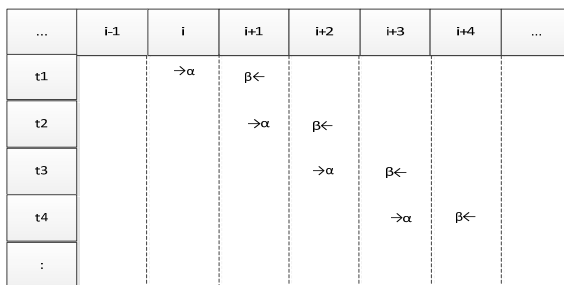 ... i-1 i i+1 i+2 i+3 i+4 ...
t1 →α β←
t2 →α β←
t3 →α β←
t4 →α β←
: